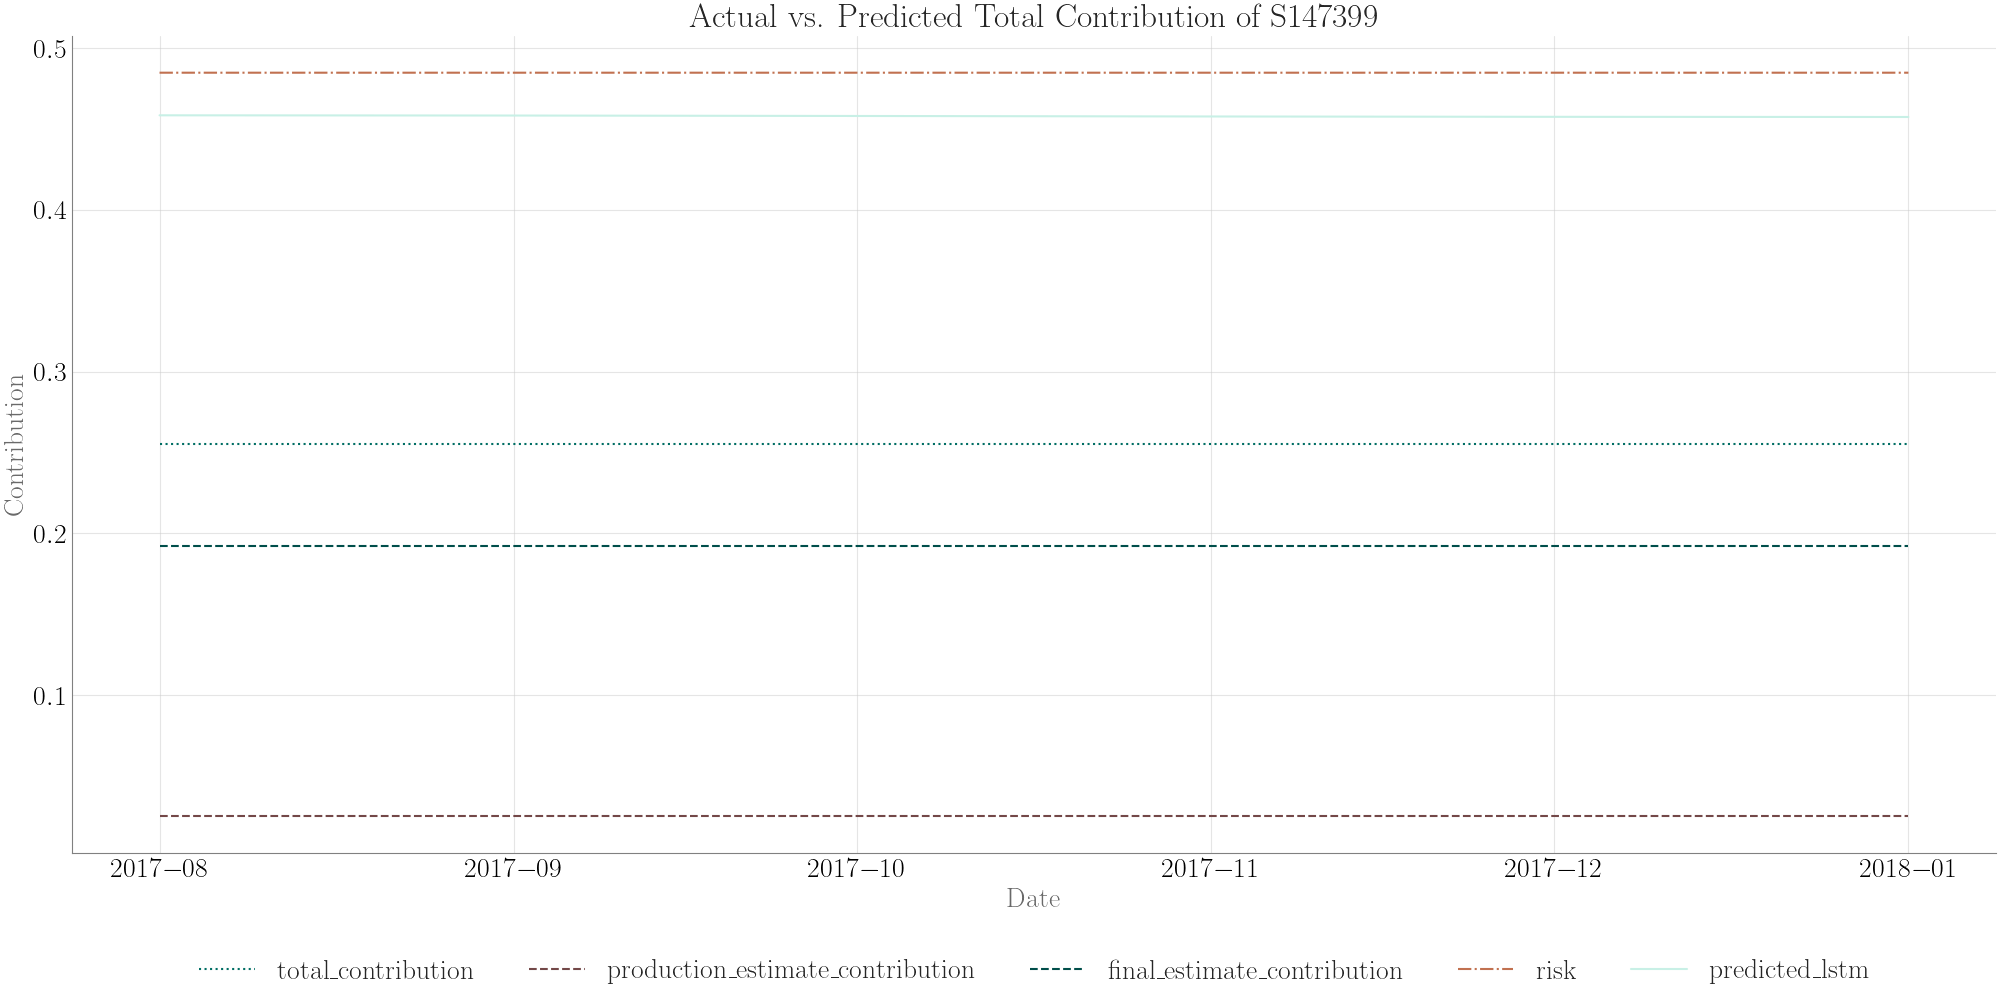 Actual vs. Predicted Total Contribution of S147399
0.5
0.4
0.3
0.2
0.1
Contribution
2017–08 2017–09 2017–10 2017–11 2017–12 2018–01
Date
total_contribution production_estimate_contribution final_estimate_contribution risk predicted_lstm